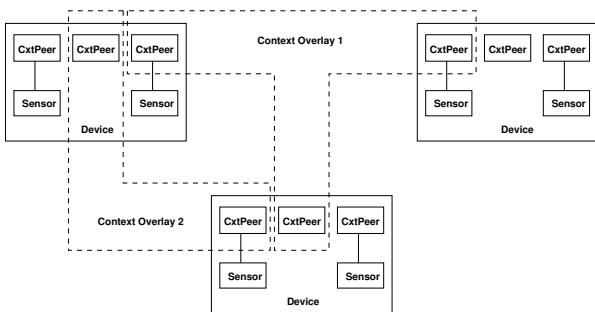 Context Overlay 1
CxtPeer CxtPeer CxtPeer
Sensor Sensor
Device
CxtPeer CxtPeer CxtPeer
Sensor Sensor
Device
Context Overlay 2
CxtPeer CxtPeer CxtPeer
Sensor Sensor
Device